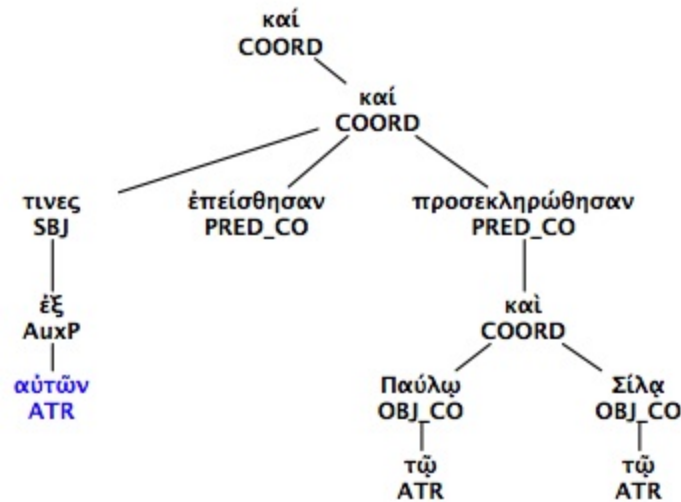 καί
COORD
καί
COORD
τινες ἐπείσθησαν προσεκληρώθησαν
SBJ PRED_CO PRED_CO
ἐξ καὶ
AuxP COORD
αὐτῶν Παύλῳ Σίλᾳ
ATR OBJ_CO OBJ_CO
τῷ τῷ
ATR ATR